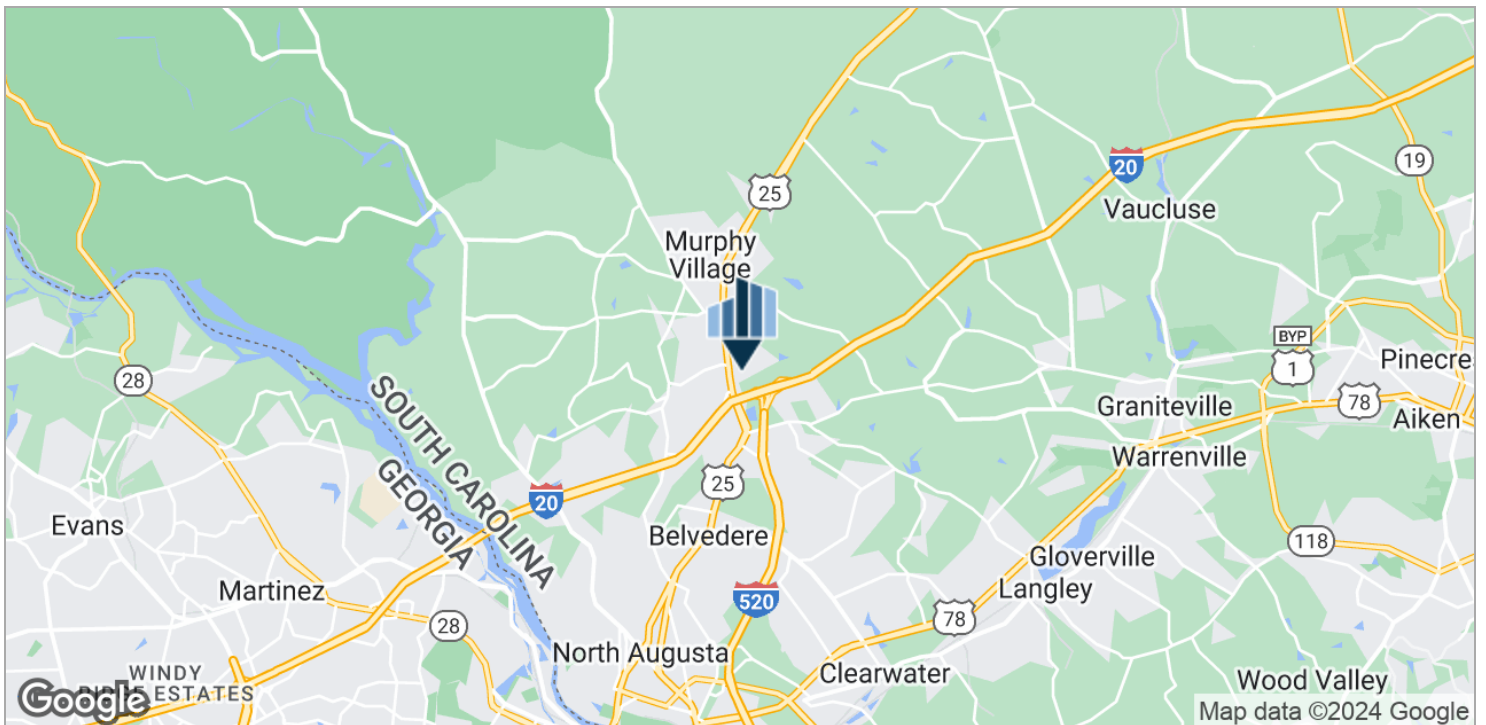 19
20
25
Vaucluse
Murphy
Village
BYP
1
28
Pinecre
78
Graniteville
Aiken
SOUTH CAROLINA
GEORGIA
Warrenville
25
20
Evans
Belvedere
118
Gloverville
Martinez
Langley
520
78
28
North Augusta
WINDY
ESTATES
Clearwater
Wood Valley
Google
Map data ©2024 Google